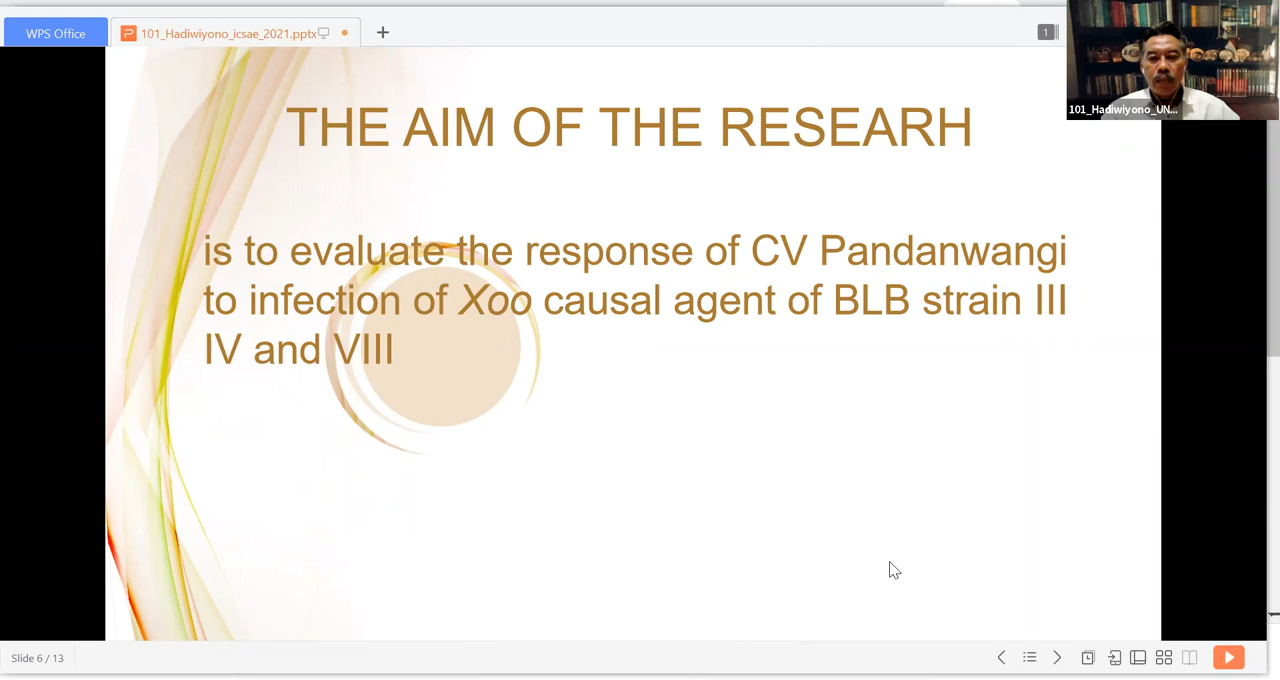 WPS Office
101_Hadiwiyono_icsae_2021.pptx
1
101_Hadiwiyono_UN...
THE AIM OF THE RESEARH
is to evaluate the response of CV Pandanwangi
to infection of Xoo causal agent of BLB strain III
IV and VIII
Slide 6 / 13